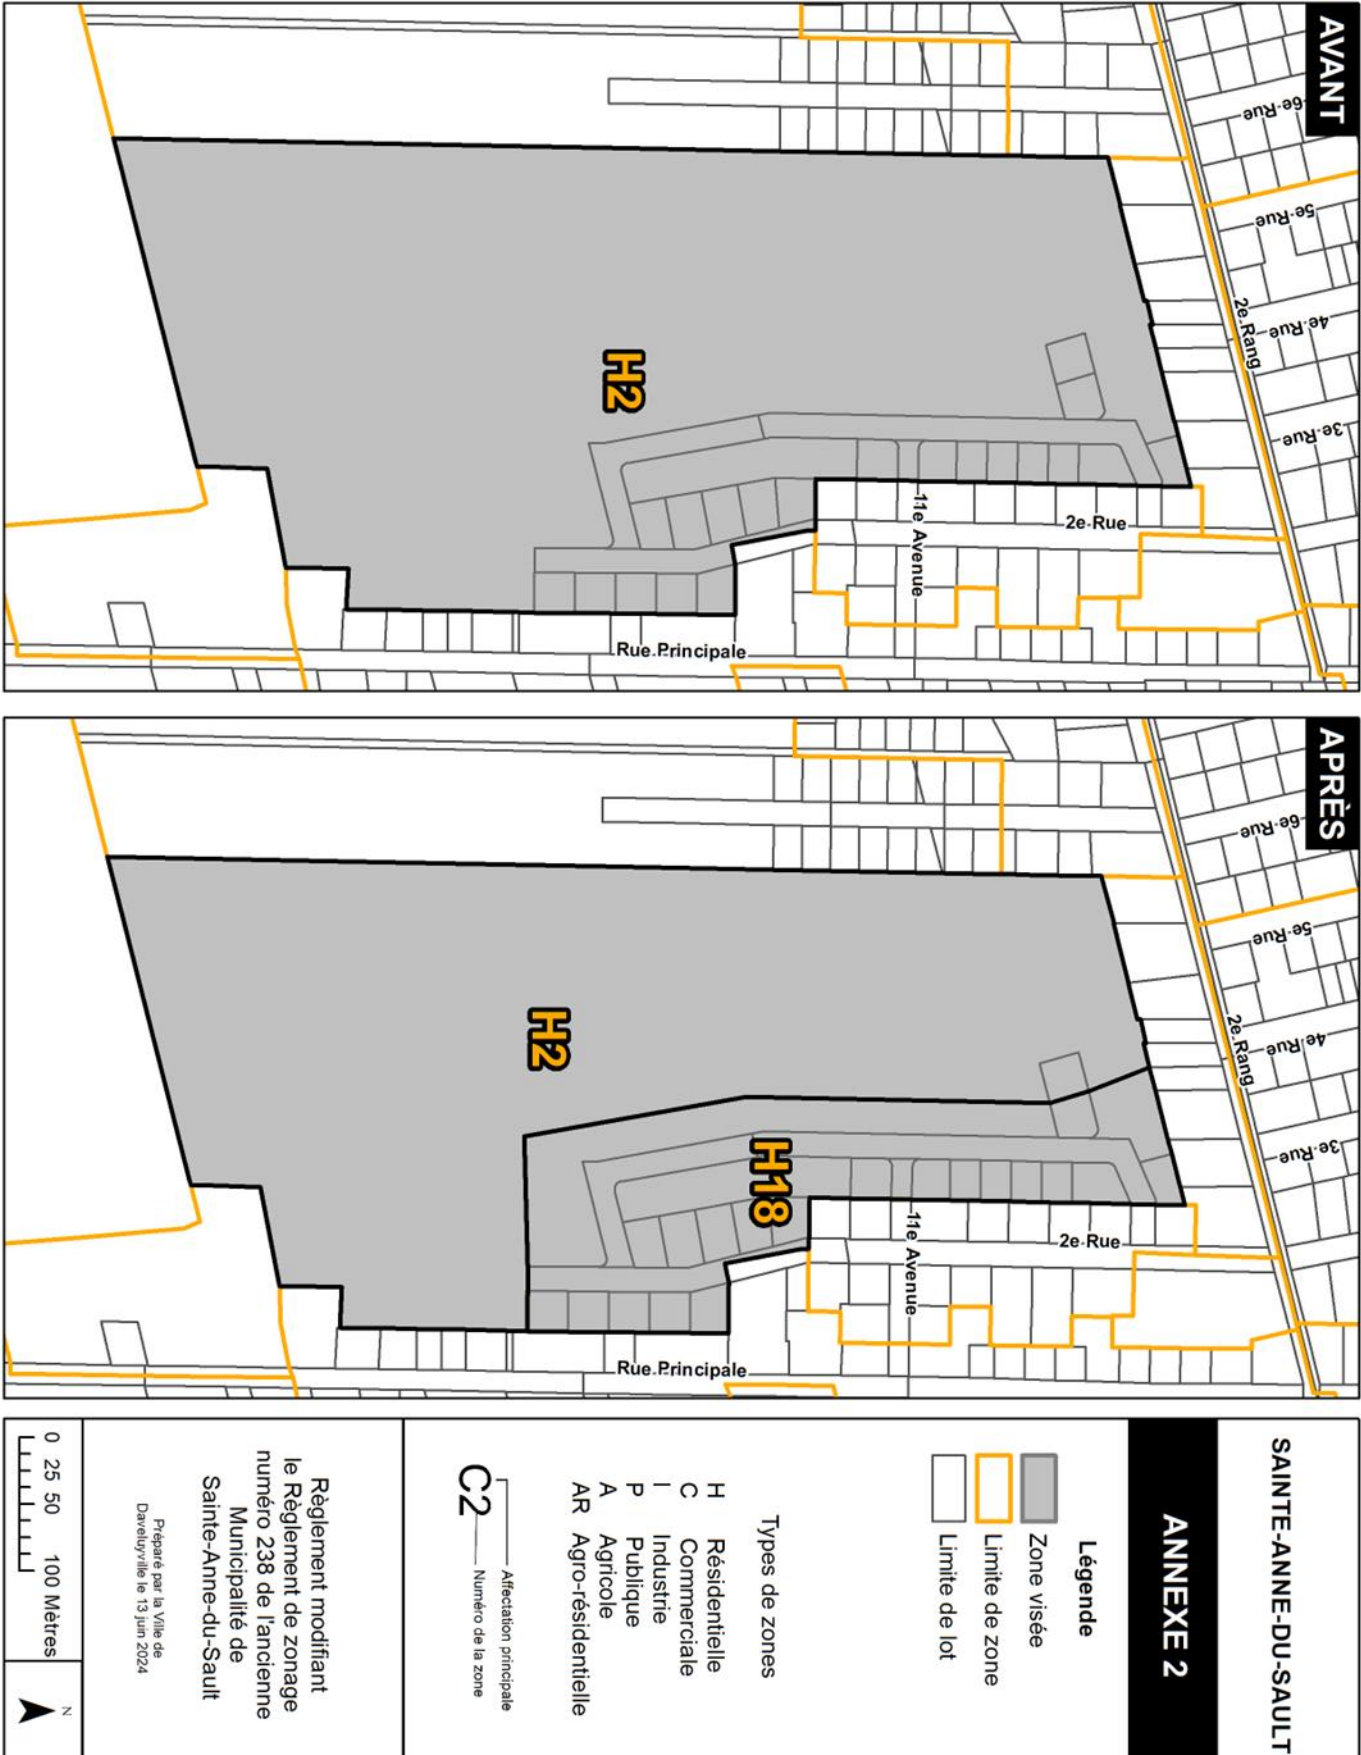 AVANT
6e Rue
5e Rue
4e Rue
3e Rue
2e Rang
H2
11e Avenue
2e Rue
Rue Principale
APRÈS
6e Rue
5e Rue
4e Rue
3e Rue
2e Rang
H2
H18
11e Avenue
2e Rue
Rue Principale
SAINTE-ANNE-DU-SAULT
ANNEXE 2
Légende
Zone visée
Limite de zone
Limite de lot
Types de zones
H Résidentielle
C Commerciale
I Industrie
P Publique
A Agricole
AR Agro-résidentielle
C2
Affectation principale
Numéro de la zone
Règlement modifiant
le Règlement de zonage
numéro 238 de l'ancienne
Municipalité de
Sainte-Anne-du-Sault
Préparé par la Ville de
Daveluyville le 13 juin 2024
0 25 50 100 Mètres
N